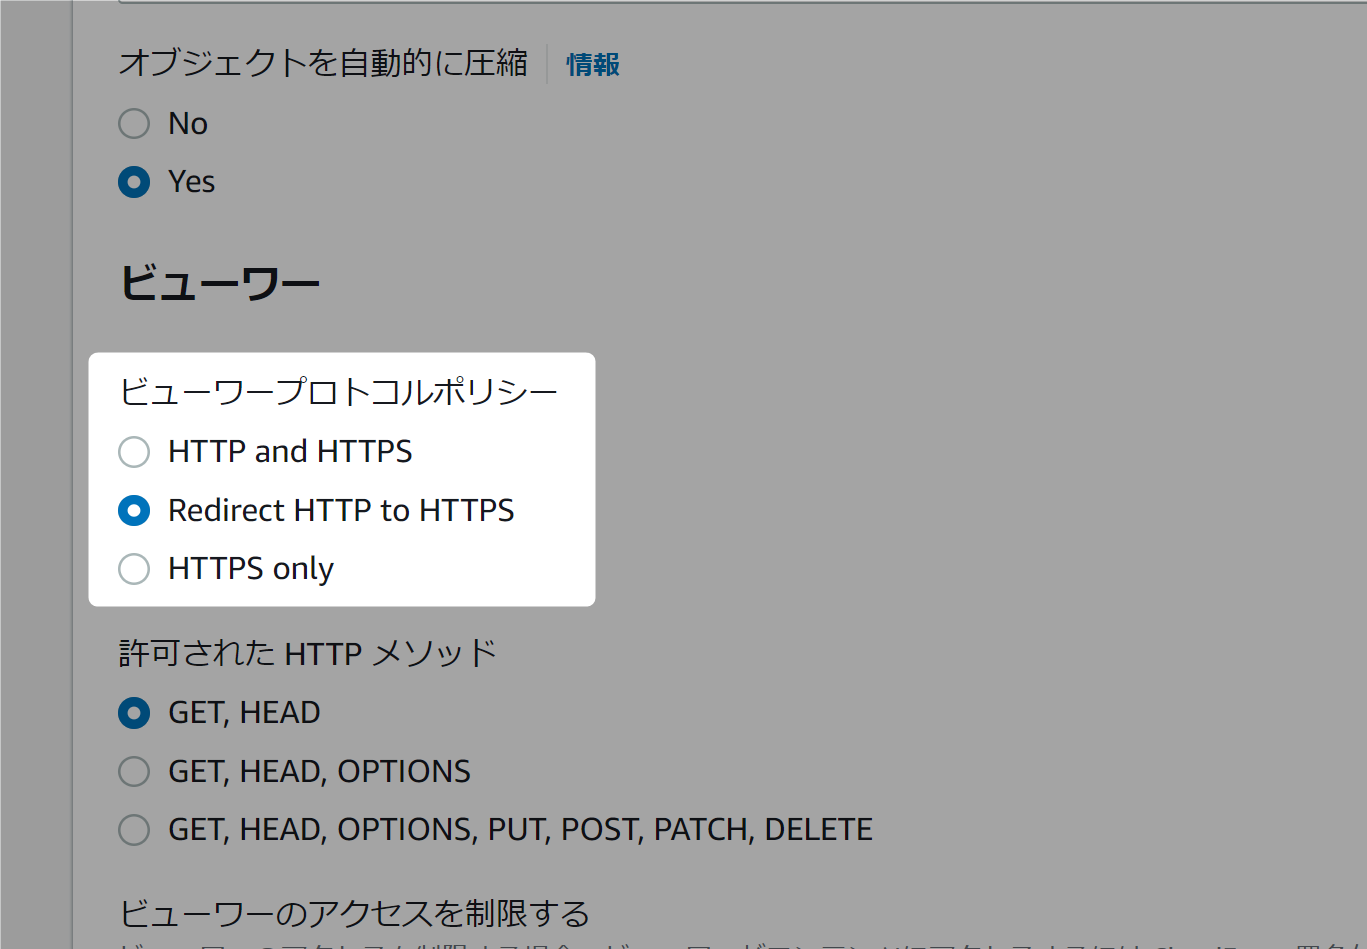 オブジェクトを自動的に圧縮 情報
No
Yes
ビューワー
ビューワープロトコルポリシー
HTTP and HTTPS
Redirect HTTP to HTTPS
HTTPS only
許可された HTTP メソッド
GET, HEAD
GET, HEAD, OPTIONS
GET, HEAD, OPTIONS, PUT, POST, PATCH, DELETE
ビューワーのアクセスを制限する